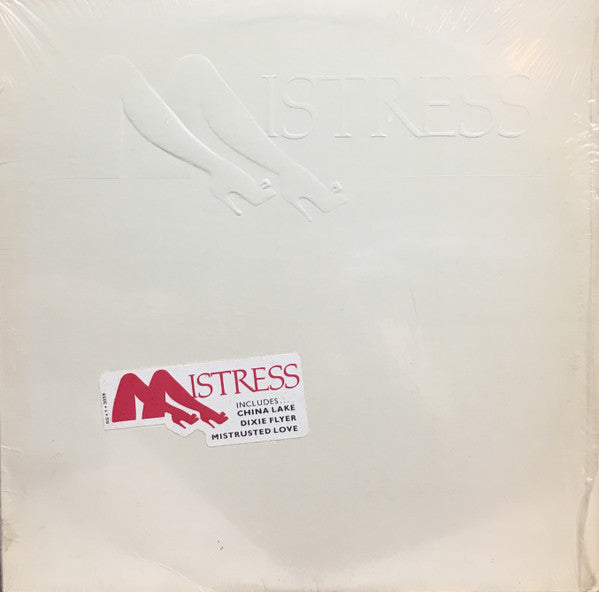 MISTRESS
MISTRESS
INCLUDES...
CHINA LAKE
DIXIE FLYER
MISTRUSTED LOVE